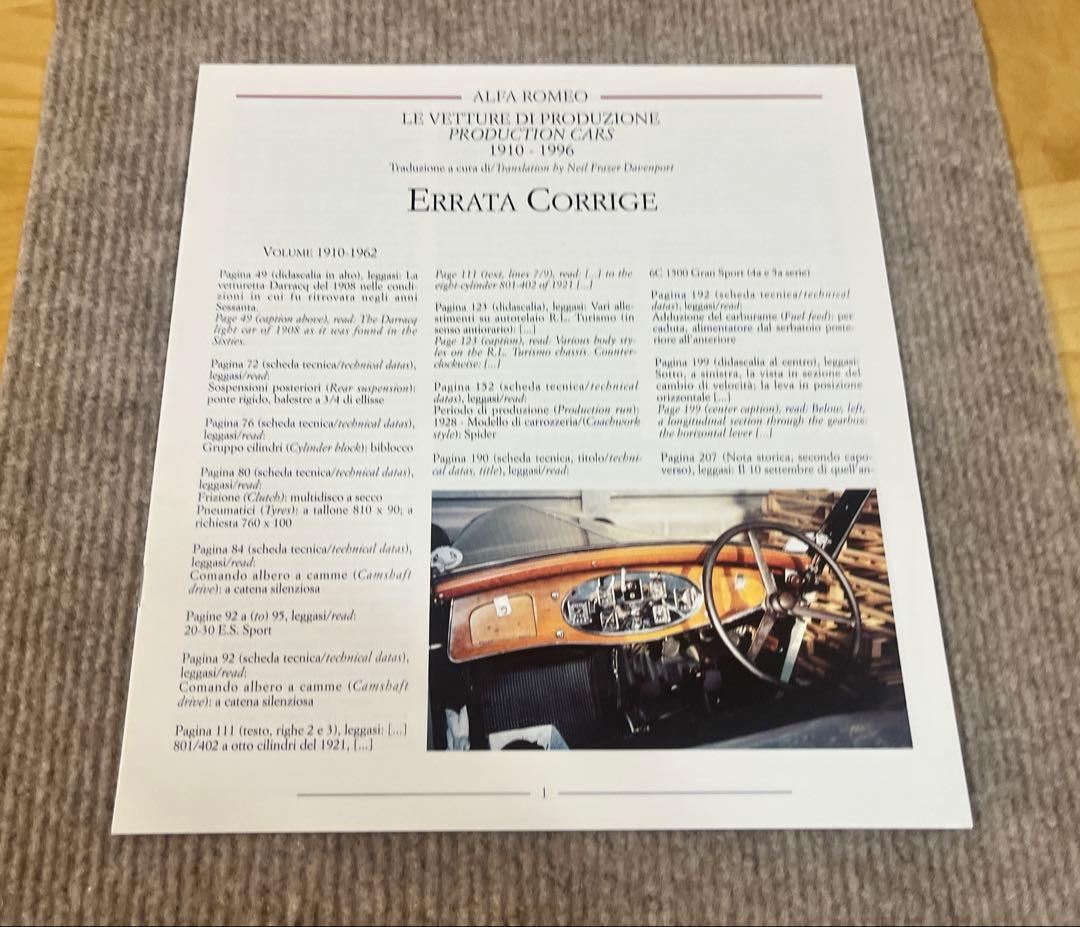 ALFA ROMEO
LE VETTURE DI PRODUZIONE
PRODUCTION CARS
1910 - 1996
Traduzione a cura di/Translation by Neil Frazer Davenport
ERRATA CORRIGE
VOLUME 1910-1962
Pagina 49 (didascalia in alto), leggasi: La
vetturetta Darracq del 1908 nelle condi-
zioni in cui fu ritrovata negli anni
Sessanta.
Page 49 (caption above), read: The Darracq
light car of 1908 as it was found in the
Sixties.
Pagina 72 (scheda tecnica/technical datas),
leggasi/read:
Sospensioni posteriori (Rear suspension):
ponte rigido, balestre a 3/4 di ellisse
Pagina 76 (scheda tecnica/technical datas),
leggasi/read:
Gruppo cilindri (Cylinder block): biblocco
Pagina 80 (scheda tecnica/technical datas),
leggasi/read:
Frizione (Clutch): multidisco a secco
Pneumatici (Tyres): a tallone 810 x 90; a
richiesta 760 x 100
Pagina 84 (scheda tecnica/technical datas),
leggasi/read:
Comando albero a camme (Camshaft
drive): a catena silenziosa
Pagine 92 a (to) 95, leggasi/read:
20-30 E.S. Sport
Pagina 92 (scheda tecnica/technical datas),
leggasi/read:
Comando albero a camme (Camshaft
drive): a catena silenziosa
Pagina 111 (testo, righe 2 e 3), leggasi: [...]
801/402 a otto cilindri del 1921, [...]
Page 111 (text, lines 7/9), read: [...] to the
eight-cylinder 801-402 of 1921 [...]
Pagina 123 (didascalia), leggasi: Vari alle-
stimenti su autotelaio R.L. Turismo (in
senso antiorario): [...]
Page 123 (caption), read: Various body sty-
les on the R.L. Turismo chassis. Counter-
clockwise: [...]
Pagina 152 (scheda tecnica/technical
datas), leggasi/read:
Periodo di produzione (Production run):
1928 - Modello di carrozzeria/(Coachwork
style): Spider
Pagina 190 (scheda tecnica, titolo/techni-
cal datas, title), leggasi/read:
6C 1500 Gran Sport (4a e 5a serie)
Pagina 192 (scheda tecnica/technical
datas), leggasi/read:
Adduzione del carburante (Fuel feed): per
caduta, alimentatore dal serbatoio poste-
riore all'anteriore
Pagina 199 (didascalia al centro), leggasi:
Sotto, a sinistra, la vista in sezione del
cambio di velocità; la leva in posizione
orizzontale [...]
Page 199 (center caption), read: Below, left,
a longitudinal section through the gearbox:
the horizontal lever [...]
Pagina 207 (Nota storica, secondo capo-
verso), leggasi: Il 10 settembre di quell'an-
1